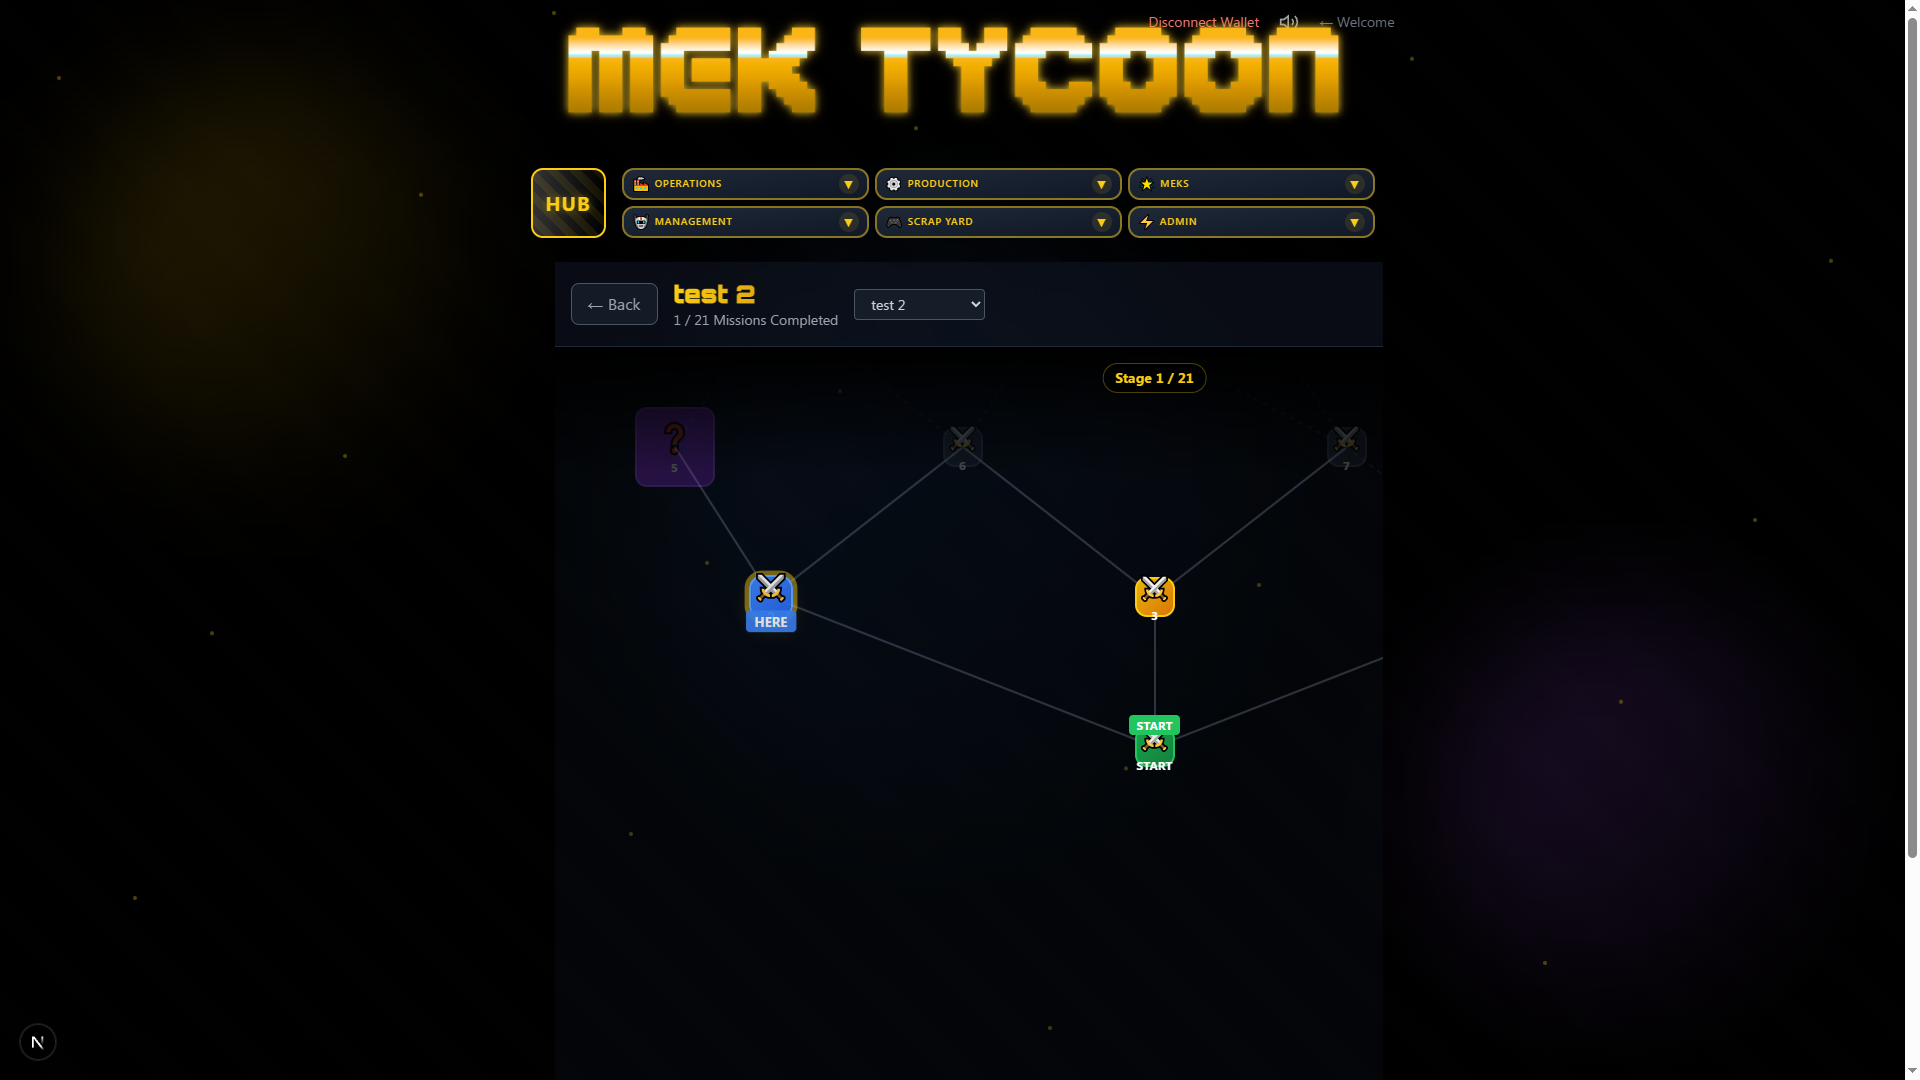 Disconnect Wallet
← Welcome
MEK TYCOON
HUB
OPERATIONS ▼
PRODUCTION ▼
MEKS ▼
MANAGEMENT ▼
SCRAP YARD ▼
ADMIN ▼
← Back
test 2
1 / 21 Missions Completed
test 2
Stage 1 / 21
?
5
6
7
HERE
3
START
START
N